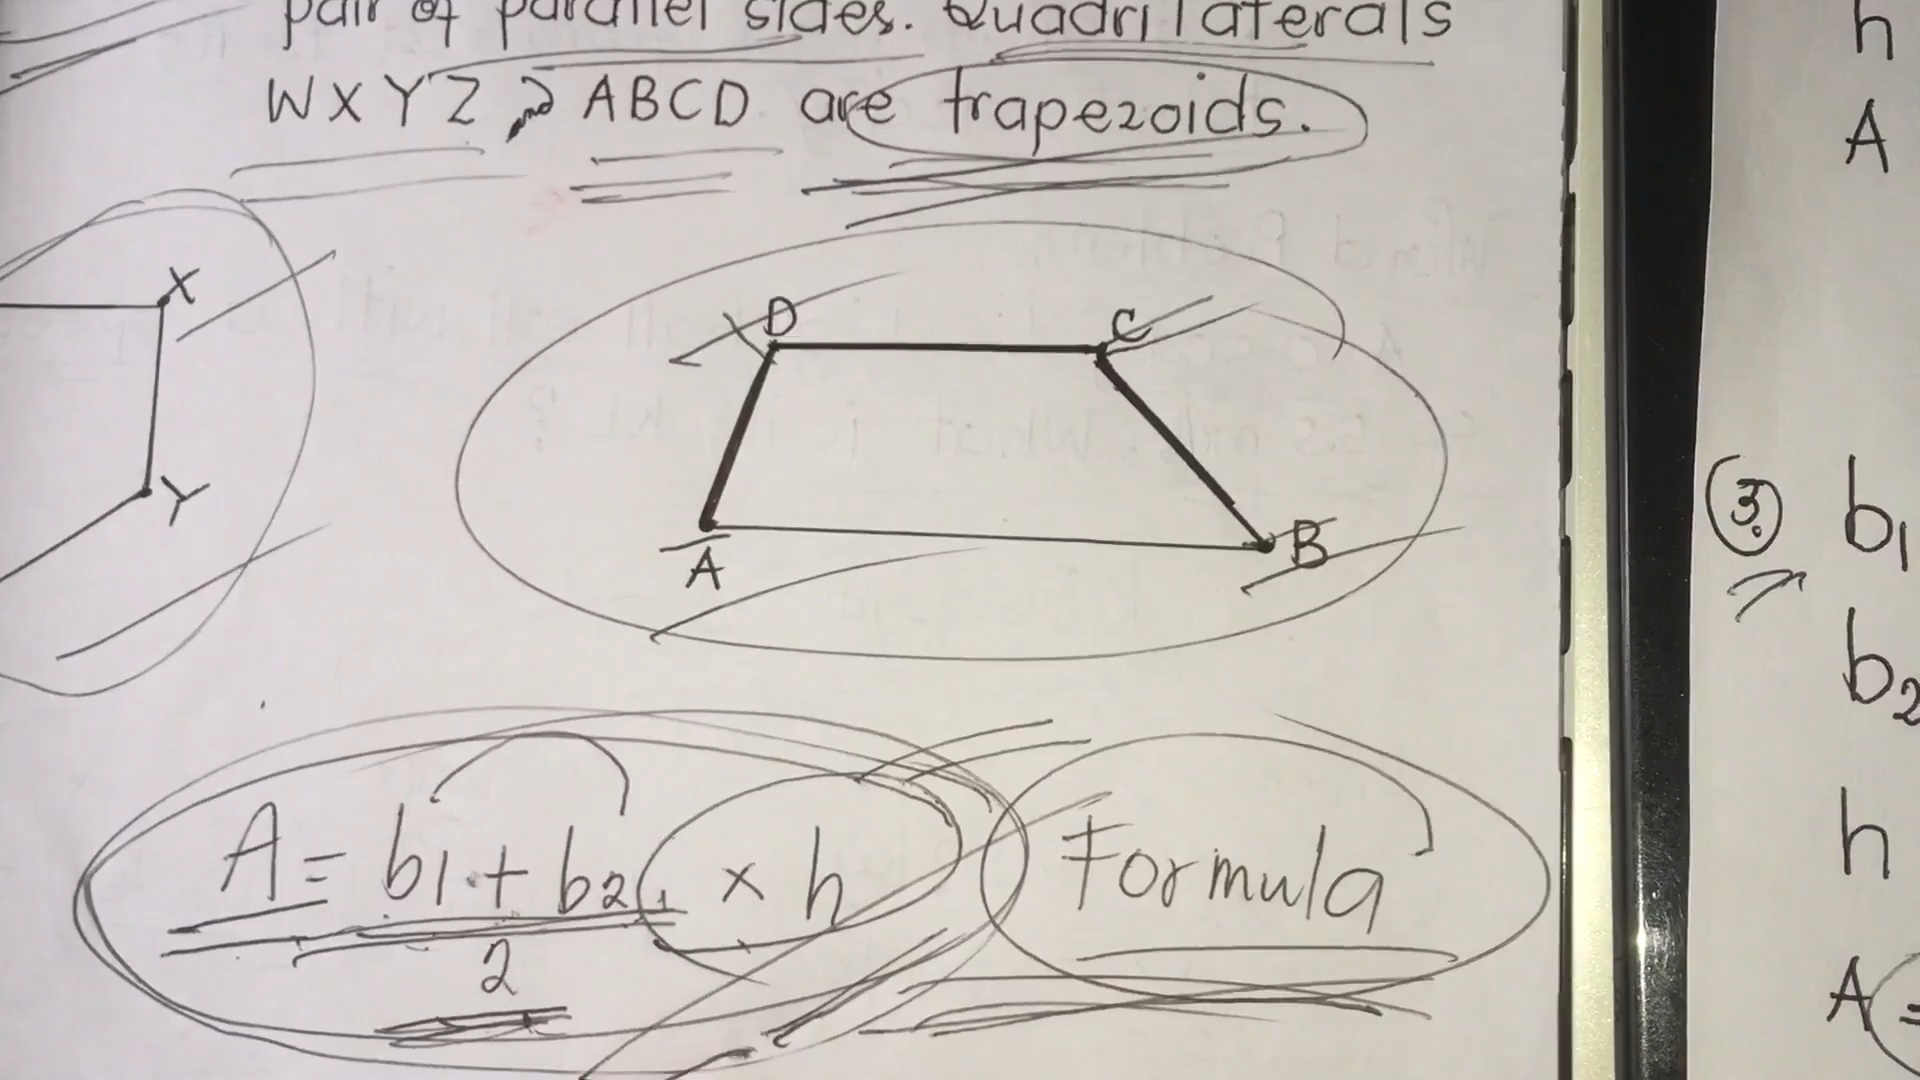 pair of parallel sides. Quadrilaterals
WXYZ and ABCD are trapezoids.
X
Y
D
C
A
B
A = b1 + b2 x h
2
Formula
h
A
3.
b1
b2
h
A =